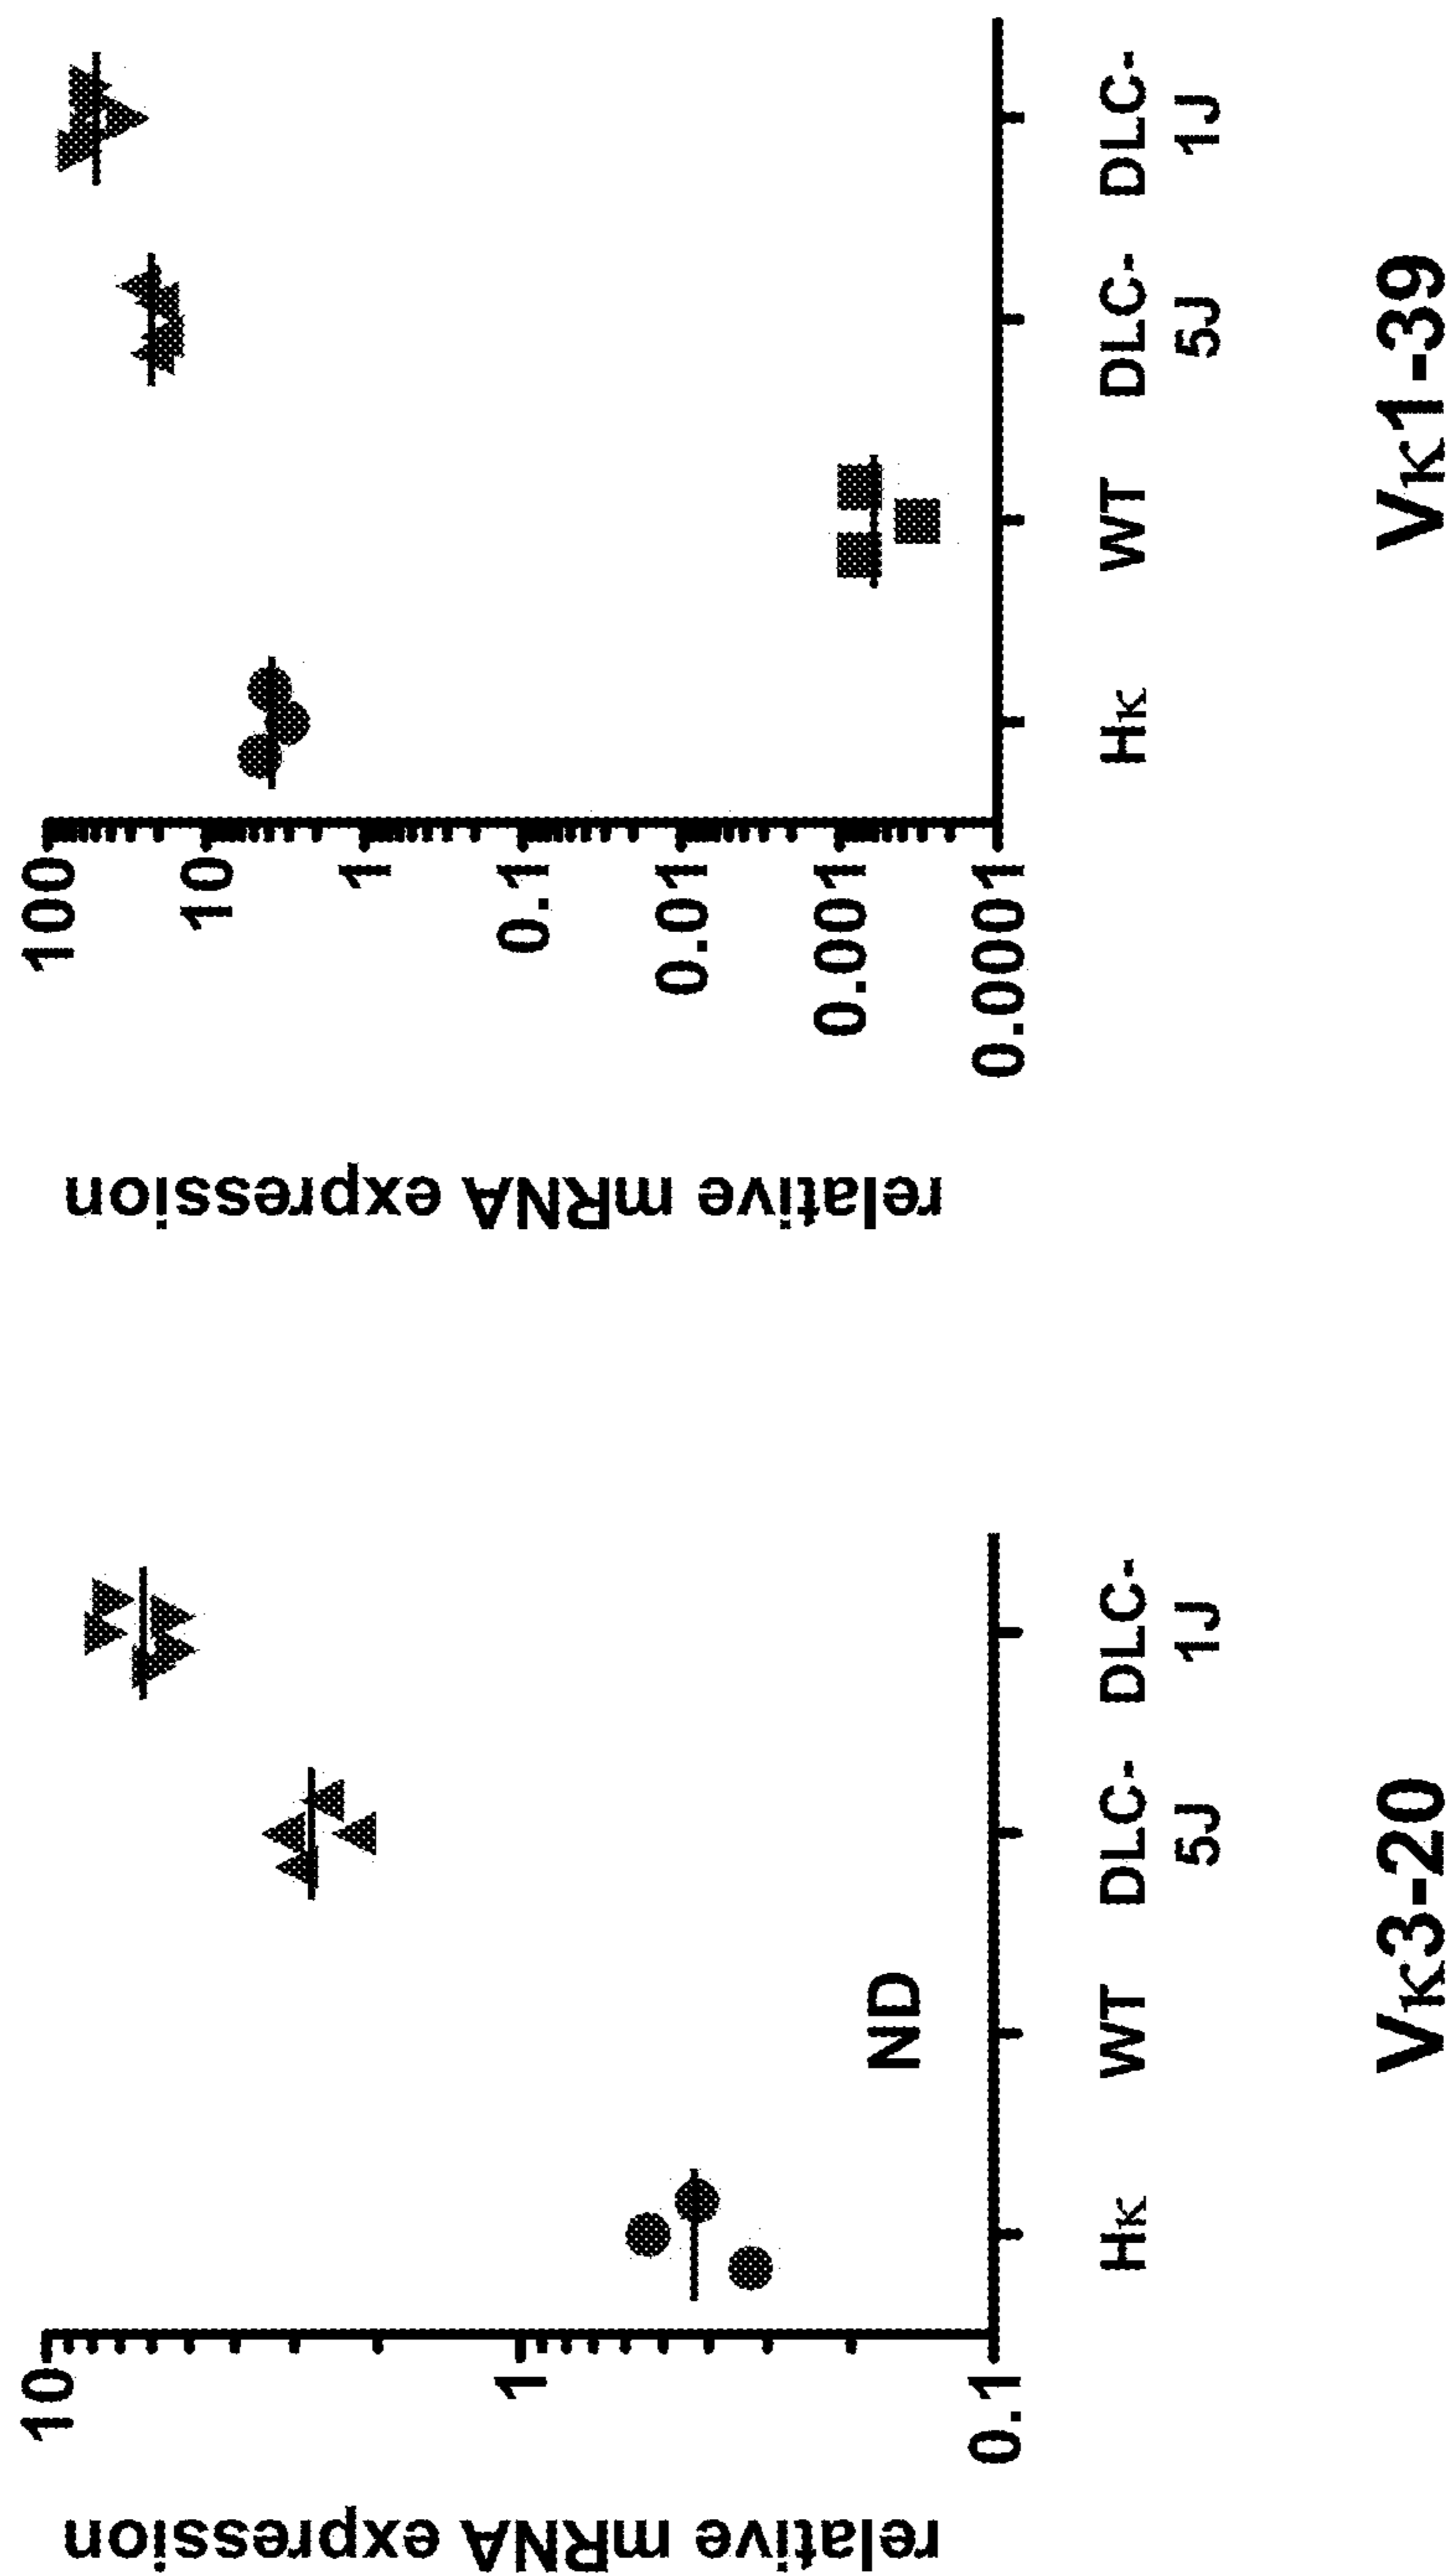 relative mRNA expression
10
1
0.1
ND
Hκ WT DLC- DLC-
5J 1J
Vκ3-20
relative mRNA expression
100
10
1
0.1
0.01
0.001
0.0001
Hκ WT DLC- DLC-
5J 1J
Vκ1-39